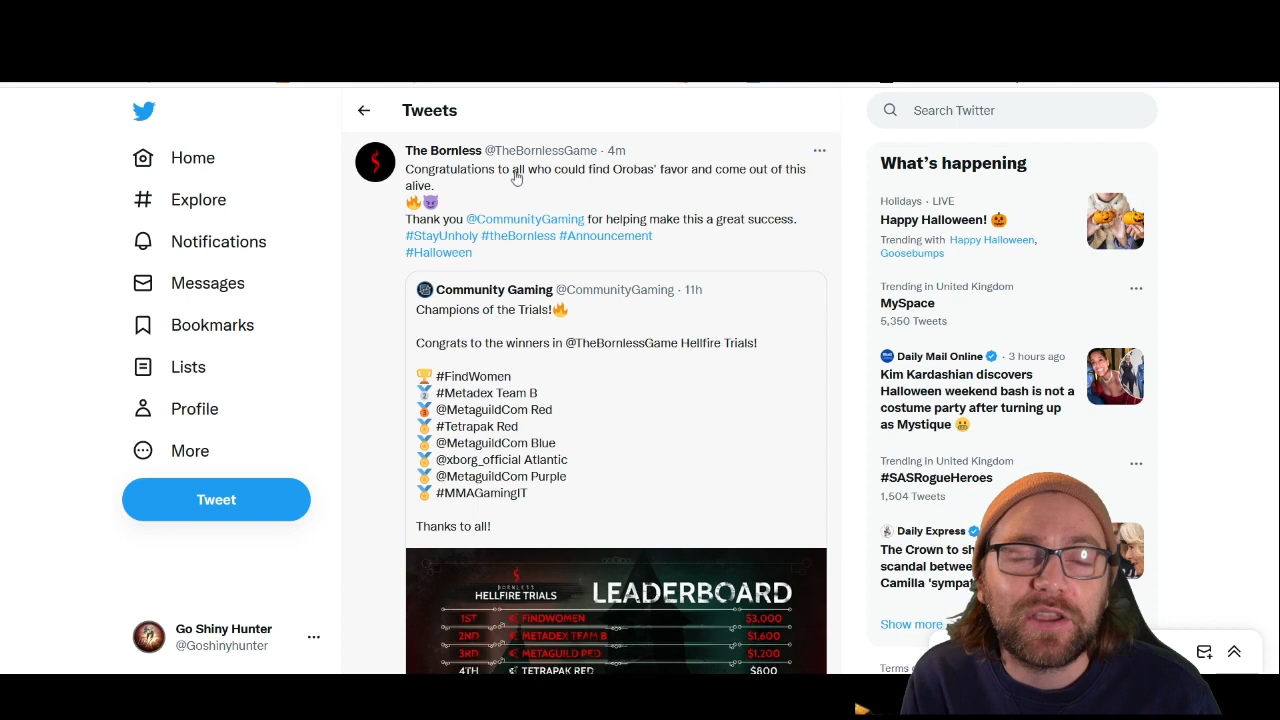 Tweets
Search Twitter
Home
Explore
Notifications
Messages
Bookmarks
Lists
Profile
More
Tweet
Go Shiny Hunter
@Goshinyhunter
The Bornless @TheBornlessGame · 4m
Congratulations to all who could find Orobas' favor and come out of this
alive.
🔥😈
Thank you @CommunityGaming for helping make this a great success.
#StayUnholy #theBornless #Announcement
#Halloween
Community Gaming @CommunityGaming · 11h
Champions of the Trials!🔥
Congrats to the winners in @TheBornlessGame Hellfire Trials!
🏆 #FindWomen
🥈 #Metadex Team B
🥉 @MetaguildCom Red
🏅 #Tetrapak Red
🏅 @MetaguildCom Blue
🏅 @xborg_official Atlantic
🏅 @MetaguildCom Purple
🏅 #MMAGamingIT
Thanks to all!
BORNLESS
HELLFIRE TRIALS
LEADERBOARD
1ST FINDWOMEN $3,000
2ND METADEX TEAM B $1,600
3RD METAGUILD RED $1,200
4TH TETRAPAK RED $800
What's happening
Holidays · LIVE
Happy Halloween! 🎃
Trending with Happy Halloween,
Goosebumps
Trending in United Kingdom
MySpace
5,350 Tweets
Daily Mail Online · 3 hours ago
Kim Kardashian discovers
Halloween weekend bash is not a
costume party after turning up
as Mystique 😬
Trending in United Kingdom
#SASRogueHeroes
1,504 Tweets
Daily Express
The Crown to sh
scandal betwee
Camilla 'sympat
Show more
Terms